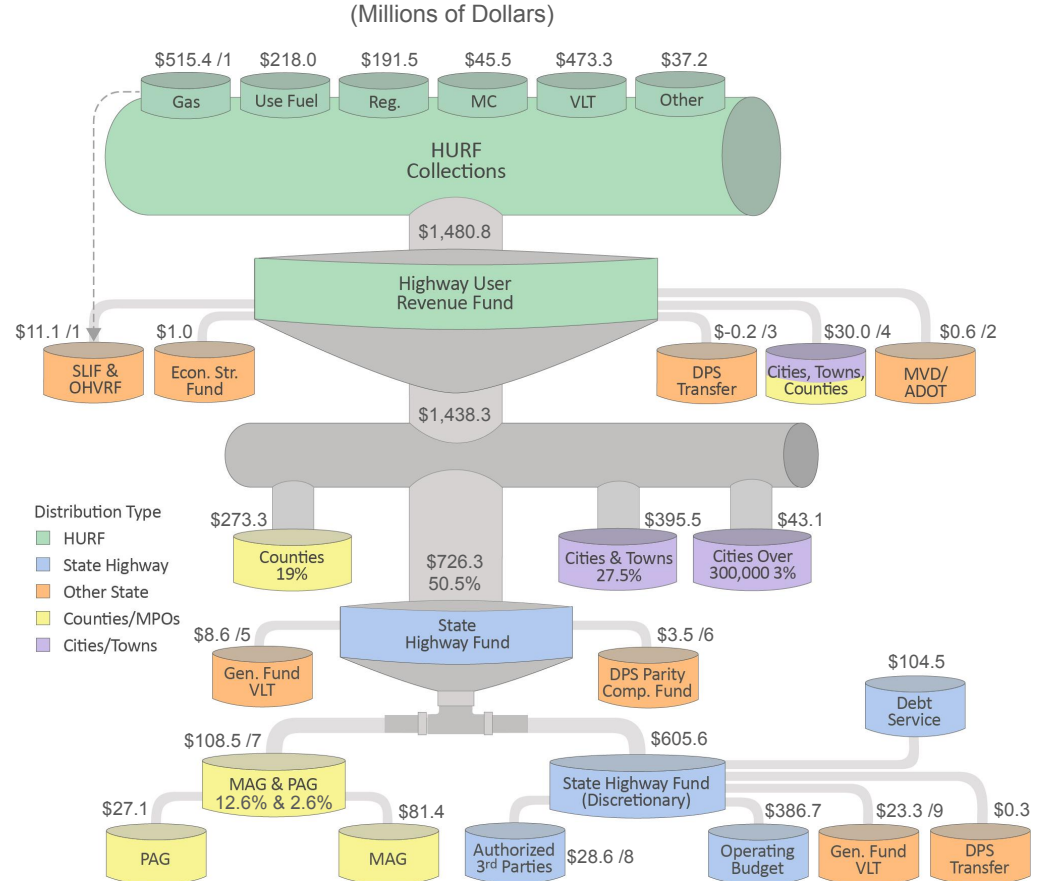 (Millions of Dollars)
$515.4 /1
$218.0
$191.5
$45.5
$473.3
$37.2
Gas
Use Fuel
Reg.
MC
VLT
Other
HURF
Collections
$1,480.8
Highway User
Revenue Fund
$11.1 /1
$1.0
$-0.2 /3
$30.0 /4
$0.6 /2
SLIF &
OHVRF
Econ. Str.
Fund
DPS
Transfer
Cities, Towns,
Counties
MVD/
ADOT
$1,438.3
Distribution Type
HURF
State Highway
Other State
Counties/MPOs
Cities/Towns
$273.3
Counties
19%
$726.3
50.5%
$395.5
Cities & Towns
27.5%
$43.1
Cities Over
300,000 3%
State
Highway Fund
$8.6 /5
Gen. Fund
VLT
$3.5 /6
DPS Parity
Comp. Fund
$104.5
Debt
Service
$108.5 /7
MAG & PAG
12.6% & 2.6%
$605.6
State Highway Fund
(Discretionary)
$27.1
PAG
$81.4
MAG
Authorized
3rd Parties
$28.6 /8
$386.7
Operating
Budget
$23.3 /9
Gen. Fund
VLT
$0.3
DPS
Transfer